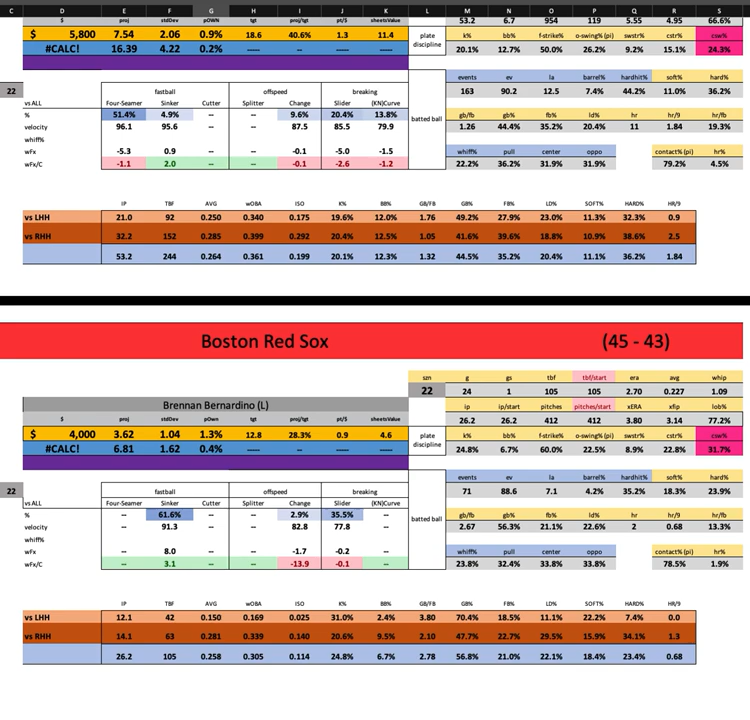 C D E F G H I J K L M N O P Q R S
$ proj stdDev pOWN tgt proj/tgt pt/$ sheetsValue 53.2 6.7 954 119 5.55 4.95 66.6%
$ 5,800 7.54 2.06 0.9% 18.6 40.6% 1.3 11.4 plate discipline k% bb% f-strike% o-swing% (pi) swstr% cstr% csw%
#CALC! 16.39 4.22 0.2% ---- -- ---- ---- 20.1% 12.7% 50.0% 26.2% 9.2% 15.1% 24.3%
events ev la barrel% hardhit% soft% hard%
22 fastball offspeed breaking 163 90.2 12.5 7.4% 44.2% 11.0% 36.2%
vs ALL Four-Seamer Sinker Cutter Splitter Change Slider (KN)Curve
% 51.4% 4.9% -- -- 9.6% 20.4% 13.8% batted ball gb/fb gb% fb% ld% hr hr/9 hr/fb
velocity 96.1 95.6 -- -- 87.5 85.5 79.9 1.26 44.4% 35.2% 20.4% 11 1.84 19.3%
whiff%
wFx -5.3 0.9 -- -- -0.1 -5.0 -1.5 whiff% pull center oppo contact% (pi) hr%
wFx/C -1.1 2.0 -- -- -0.1 -2.6 -1.2 22.2% 36.2% 31.9% 31.9% 79.2% 4.5%
IP TBF AVG wOBA ISO K% BB% GB/FB GB% FB% LD% SOFT% HARD% HR/9
vs LHH 21.0 92 0.250 0.340 0.175 19.6% 12.0% 1.76 49.2% 27.9% 23.0% 11.3% 32.3% 0.9
vs RHH 32.2 152 0.285 0.399 0.292 20.4% 12.5% 1.05 41.6% 39.6% 18.8% 10.9% 38.6% 2.5
53.2 244 0.264 0.361 0.199 20.1% 12.3% 1.32 44.5% 35.2% 20.4% 11.1% 36.2% 1.84
Boston Red Sox (45 - 43)
szn g gs tbf tbf/start era avg whip
22 24 1 105 105 2.70 0.227 1.09
Brennan Bernardino (L) ip ip/start pitches pitches/start xERA xfip lob%
$ proj stdDev pOwn tgt proj/tgt pt/$ sheetsValue 26.2 26.2 412 412 3.80 3.14 77.2%
$ 4,000 3.62 1.04 1.3% 12.8 28.3% 0.9 4.6 plate discipline k% bb% f-strike% o-swing% (pi) swstr% cstr% csw%
#CALC! 6.81 1.62 0.4% ---- -- ---- ---- 24.8% 6.7% 60.0% 22.5% 8.9% 22.8% 31.7%
events ev la barrel% hardhit% soft% hard%
22 fastball offspeed breaking 71 88.6 7.1 4.2% 35.2% 18.3% 23.9%
vs ALL Four-Seamer Sinker Cutter Splitter Change Slider (KN)Curve
% -- 61.6% -- -- 2.9% 35.5% -- batted ball gb/fb gb% fb% ld% hr hr/9 hr/fb
velocity -- 91.3 -- -- 82.8 77.8 -- 2.67 56.3% 21.1% 22.6% 2 0.68 13.3%
whiff%
wFx -- 8.0 -- -- -1.7 -0.2 -- whiff% pull center oppo contact% (pi) hr%
wFx/C -- 3.1 -- -- -13.9 -0.1 -- 23.8% 32.4% 33.8% 33.8% 78.5% 1.9%
IP TBF AVG wOBA ISO K% BB% GB/FB GB% FB% LD% SOFT% HARD% HR/9
vs LHH 12.1 42 0.150 0.169 0.025 31.0% 2.4% 3.80 70.4% 18.5% 11.1% 22.2% 7.4% 0.0
vs RHH 14.1 63 0.281 0.339 0.140 20.6% 9.5% 2.10 47.7% 22.7% 29.5% 15.9% 34.1% 1.3
26.2 105 0.258 0.305 0.114 24.8% 6.7% 2.78 56.8% 21.0% 22.1% 18.4% 23.4% 0.68